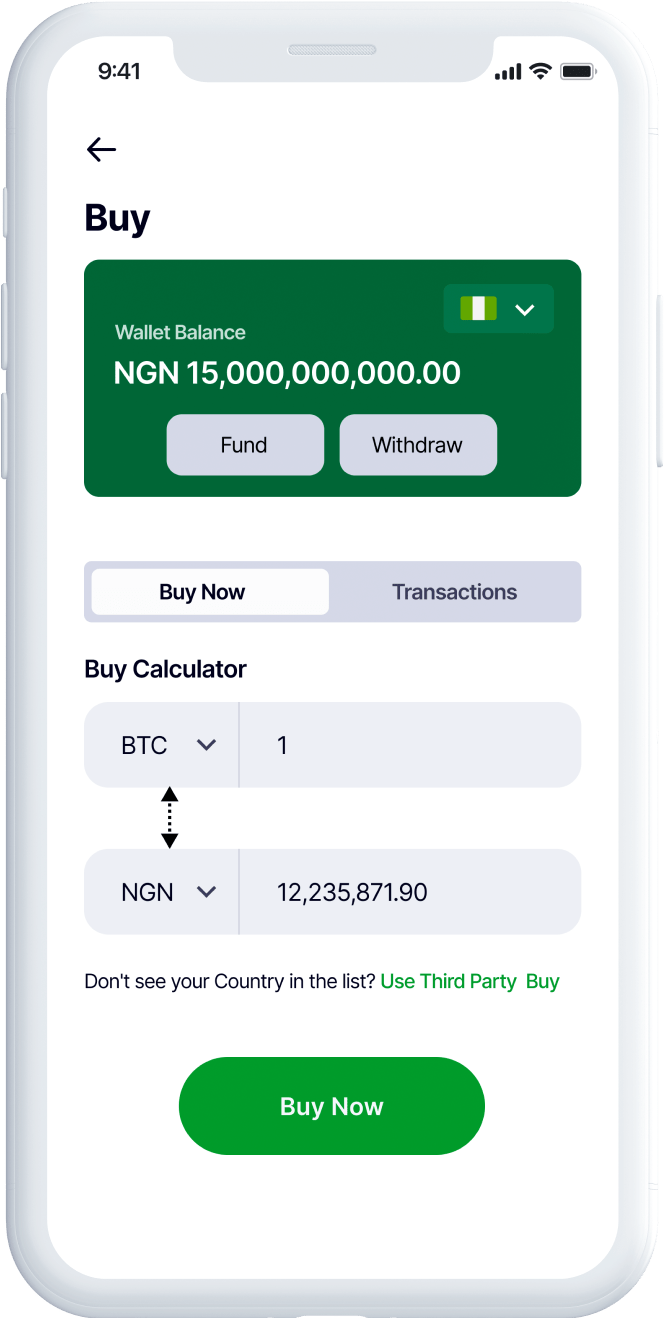 9:41
Buy
Wallet Balance
NGN 15,000,000,000.00
Fund Withdraw
Buy Now Transactions
Buy Calculator
BTC 1
NGN 12,235,871.90
Don't see your Country in the list? Use Third Party Buy
Buy Now